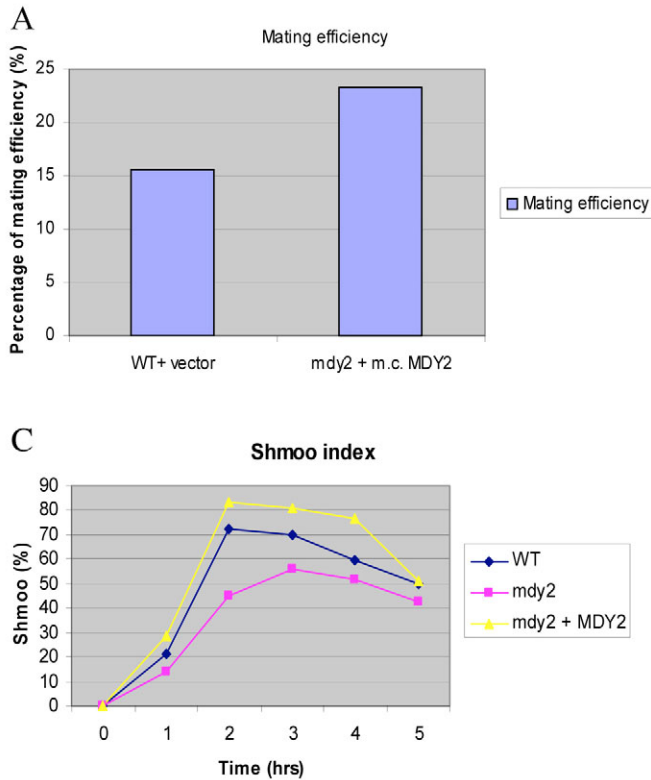 A
Mating efficiency
Percentage of mating efficiency (%)
25
20
15
10
5
0
WT+ vector
mdy2 + m.c. MDY2
Mating efficiency
C
Shmoo index
Shmoo (%)
90
80
70
60
50
40
30
20
10
0
0 1 2 3 4 5
Time (hrs)
WT
mdy2
mdy2 + MDY2